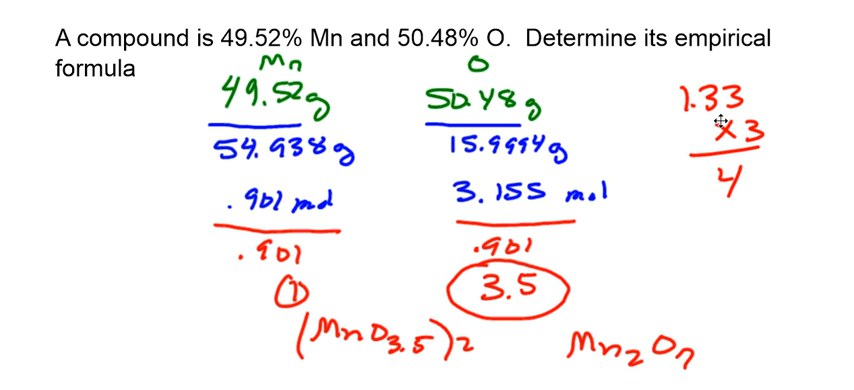 A compound is 49.52% Mn and 50.48% O. Determine its empirical
formula
Mn O
49.52g 50.48g 1.33
54.938g 15.9994g x3
.901 mol 3.155 mol 4
.901 .901
1 3.5
(MnO3.5)2 Mn2O7